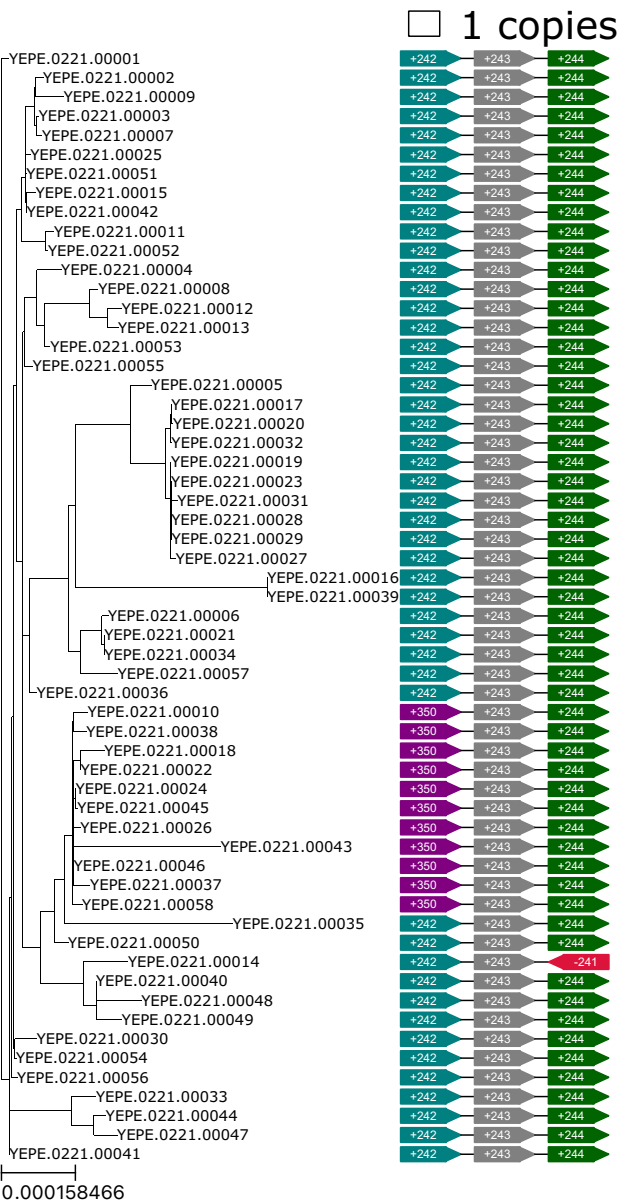 1 copies
YEPE.0221.00001 +242 +243 +244
YEPE.0221.00002 +242 +243 +244
YEPE.0221.00009 +242 +243 +244
YEPE.0221.00003 +242 +243 +244
YEPE.0221.00007 +242 +243 +244
YEPE.0221.00025 +242 +243 +244
YEPE.0221.00051 +242 +243 +244
YEPE.0221.00015 +242 +243 +244
YEPE.0221.00042 +242 +243 +244
YEPE.0221.00011 +242 +243 +244
YEPE.0221.00052 +242 +243 +244
YEPE.0221.00004 +242 +243 +244
YEPE.0221.00008 +242 +243 +244
YEPE.0221.00012 +242 +243 +244
YEPE.0221.00013 +242 +243 +244
YEPE.0221.00053 +242 +243 +244
YEPE.0221.00055 +242 +243 +244
YEPE.0221.00005 +242 +243 +244
YEPE.0221.00017 +242 +243 +244
YEPE.0221.00020 +242 +243 +244
YEPE.0221.00032 +242 +243 +244
YEPE.0221.00019 +242 +243 +244
YEPE.0221.00023 +242 +243 +244
YEPE.0221.00031 +242 +243 +244
YEPE.0221.00028 +242 +243 +244
YEPE.0221.00029 +242 +243 +244
YEPE.0221.00027 +242 +243 +244
YEPE.0221.00016 +242 +243 +244
YEPE.0221.00039 +242 +243 +244
YEPE.0221.00006 +242 +243 +244
YEPE.0221.00021 +242 +243 +244
YEPE.0221.00034 +242 +243 +244
YEPE.0221.00057 +242 +243 +244
YEPE.0221.00036 +242 +243 +244
YEPE.0221.00010 +350 +243 +244
YEPE.0221.00038 +350 +243 +244
YEPE.0221.00018 +350 +243 +244
YEPE.0221.00022 +350 +243 +244
YEPE.0221.00024 +350 +243 +244
YEPE.0221.00045 +350 +243 +244
YEPE.0221.00026 +350 +243 +244
YEPE.0221.00043 +350 +243 +244
YEPE.0221.00046 +350 +243 +244
YEPE.0221.00037 +350 +243 +244
YEPE.0221.00058 +350 +243 +244
YEPE.0221.00035 +242 +243 +244
YEPE.0221.00050 +242 +243 +244
YEPE.0221.00014 +242 +243 -241
YEPE.0221.00040 +242 +243 +244
YEPE.0221.00048 +242 +243 +244
YEPE.0221.00049 +242 +243 +244
YEPE.0221.00030 +242 +243 +244
YEPE.0221.00054 +242 +243 +244
YEPE.0221.00056 +242 +243 +244
YEPE.0221.00033 +242 +243 +244
YEPE.0221.00044 +242 +243 +244
YEPE.0221.00047 +242 +243 +244
YEPE.0221.00041 +242 +243 +244
0.000158466